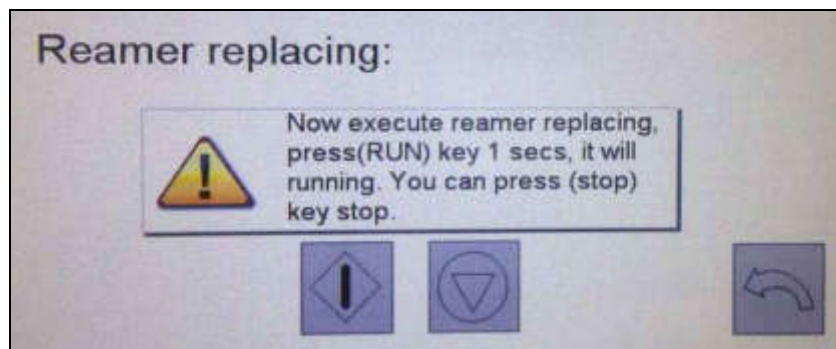 Reamer replacing:
Now execute reamer replacing,
press(RUN) key 1 secs, it will
running. You can press (stop)
key stop.